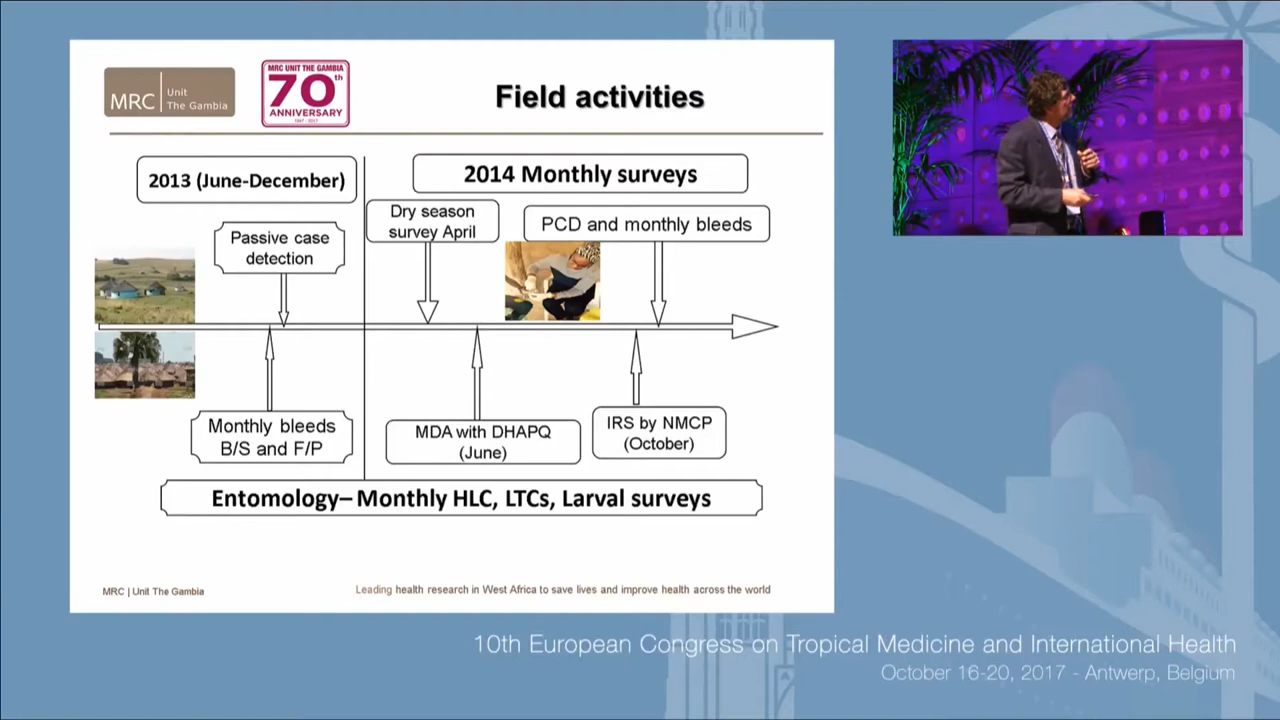 MRC
Unit
The Gambia
MRC UNIT THE GAMBIA
70th
ANNIVERSARY
1947 - 2017
Field activities
2013 (June-December)
2014 Monthly surveys
Passive case
detection
Dry season
survey April
PCD and monthly bleeds
Monthly bleeds
B/S and F/P
MDA with DHAPQ
(June)
IRS by NMCP
(October)
Entomology– Monthly HLC, LTCs, Larval surveys
MRC | Unit The Gambia
Leading health research in West Africa to save lives and improve health across the world
10th European Congress on Tropical Medicine and International Health
October 16-20, 2017 - Antwerp, Belgium